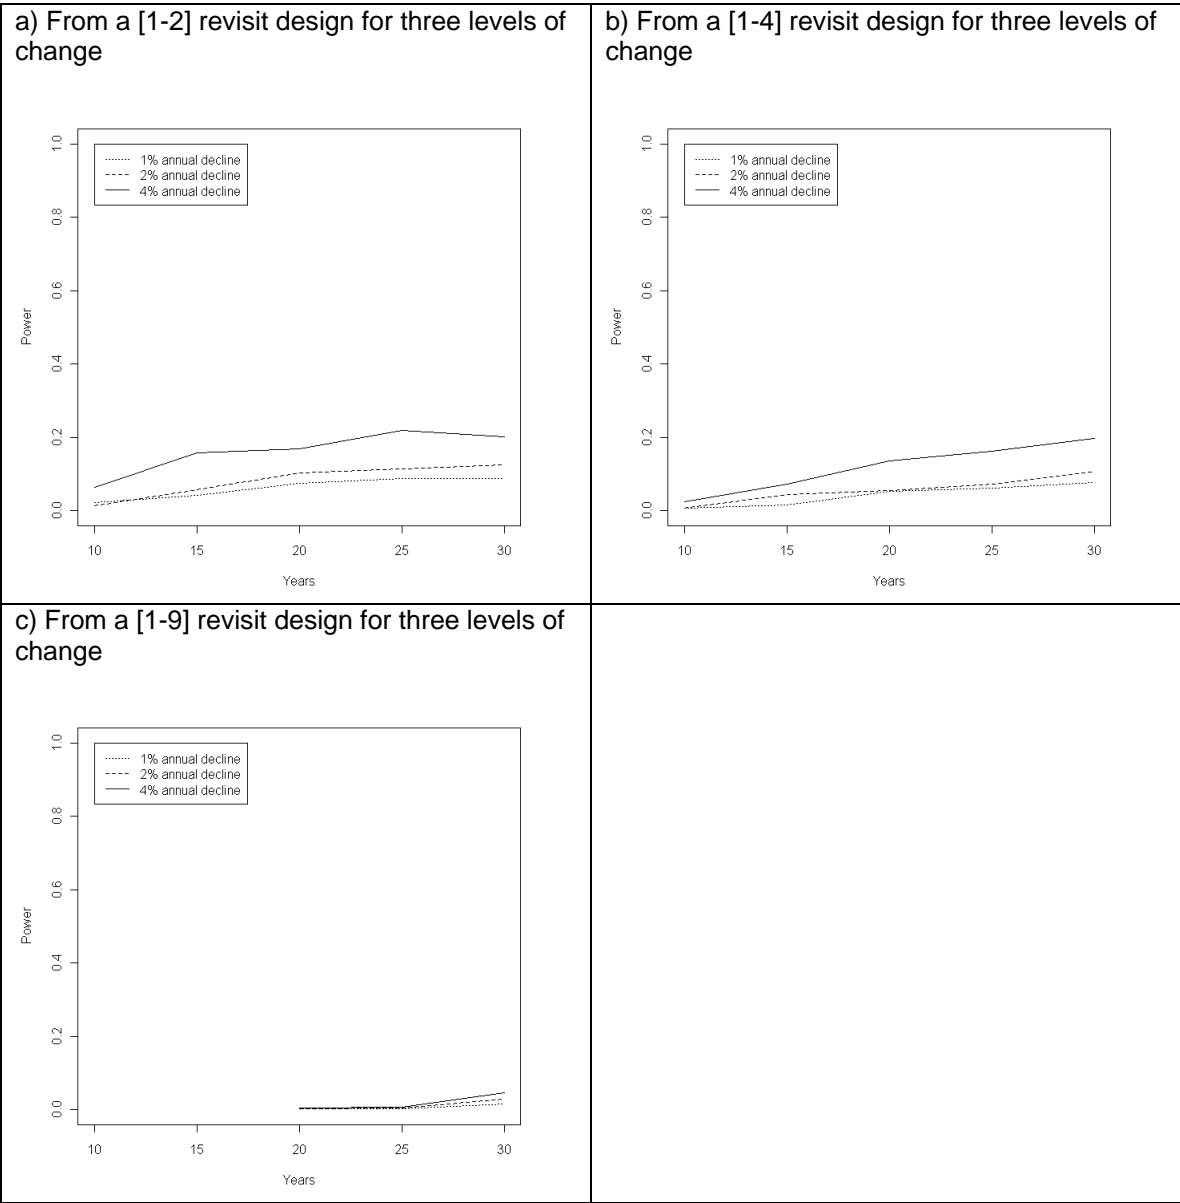 a) From a [1-2] revisit design for three levels of
change
1.0
0.8
0.6
0.4
0.2
0.0
Power
1% annual decline
2% annual decline
4% annual decline
10 15 20 25 30
Years
b) From a [1-4] revisit design for three levels of
change
1.0
0.8
0.6
0.4
0.2
0.0
Power
1% annual decline
2% annual decline
4% annual decline
10 15 20 25 30
Years
c) From a [1-9] revisit design for three levels of
change
1.0
0.8
0.6
0.4
0.2
0.0
Power
1% annual decline
2% annual decline
4% annual decline
10 15 20 25 30
Years